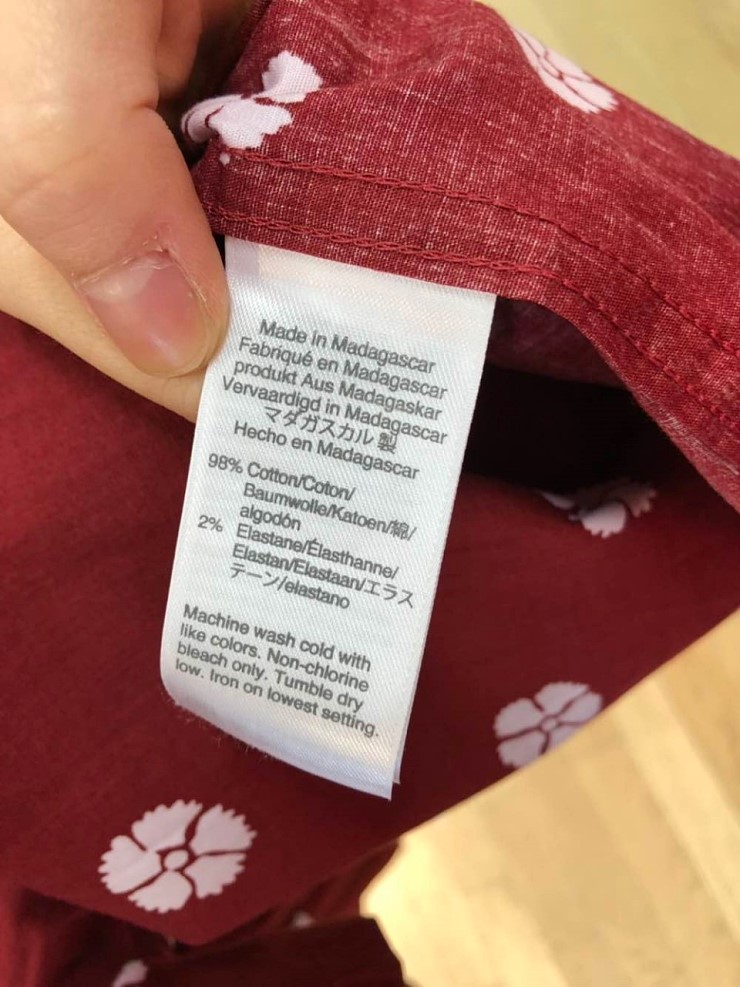 Made in Madagascar
Fabriqué en Madagascar
produkt Aus Madagaskar
Vervaardigd in Madagascar
マダガスカル 製
Hecho en Madagascar
98% Cotton/Coton/
Baumwolle/Katoen/綿/
algodón
2% Elastane/Élasthanne/
Elastan/Elastaan/エラス
テーン/elastano
Machine wash cold with
like colors. Non-chlorine
bleach only. Tumble dry
low. Iron on lowest setting.